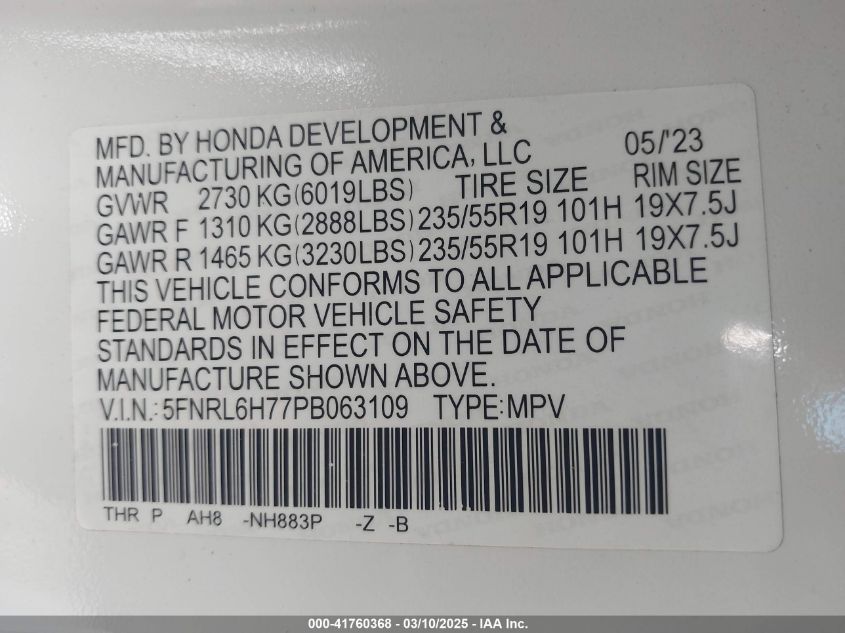 MFD. BY HONDA DEVELOPMENT &
MANUFACTURING OF AMERICA, LLC 05/'23
GVWR 2730 KG(6019LBS) TIRE SIZE RIM SIZE
GAWR F 1310 KG(2888LBS) 235/55R19 101H 19X7.5J
GAWR R 1465 KG(3230LBS) 235/55R19 101H 19X7.5J
THIS VEHICLE CONFORMS TO ALL APPLICABLE
FEDERAL MOTOR VEHICLE SAFETY
STANDARDS IN EFFECT ON THE DATE OF
MANUFACTURE SHOWN ABOVE.
V.I.N.: 5FNRL6H77PB063109 TYPE:MPV
THR P AH8 -NH883P -Z -B
000-41760368 - 03/10/2025 - IAA Inc.